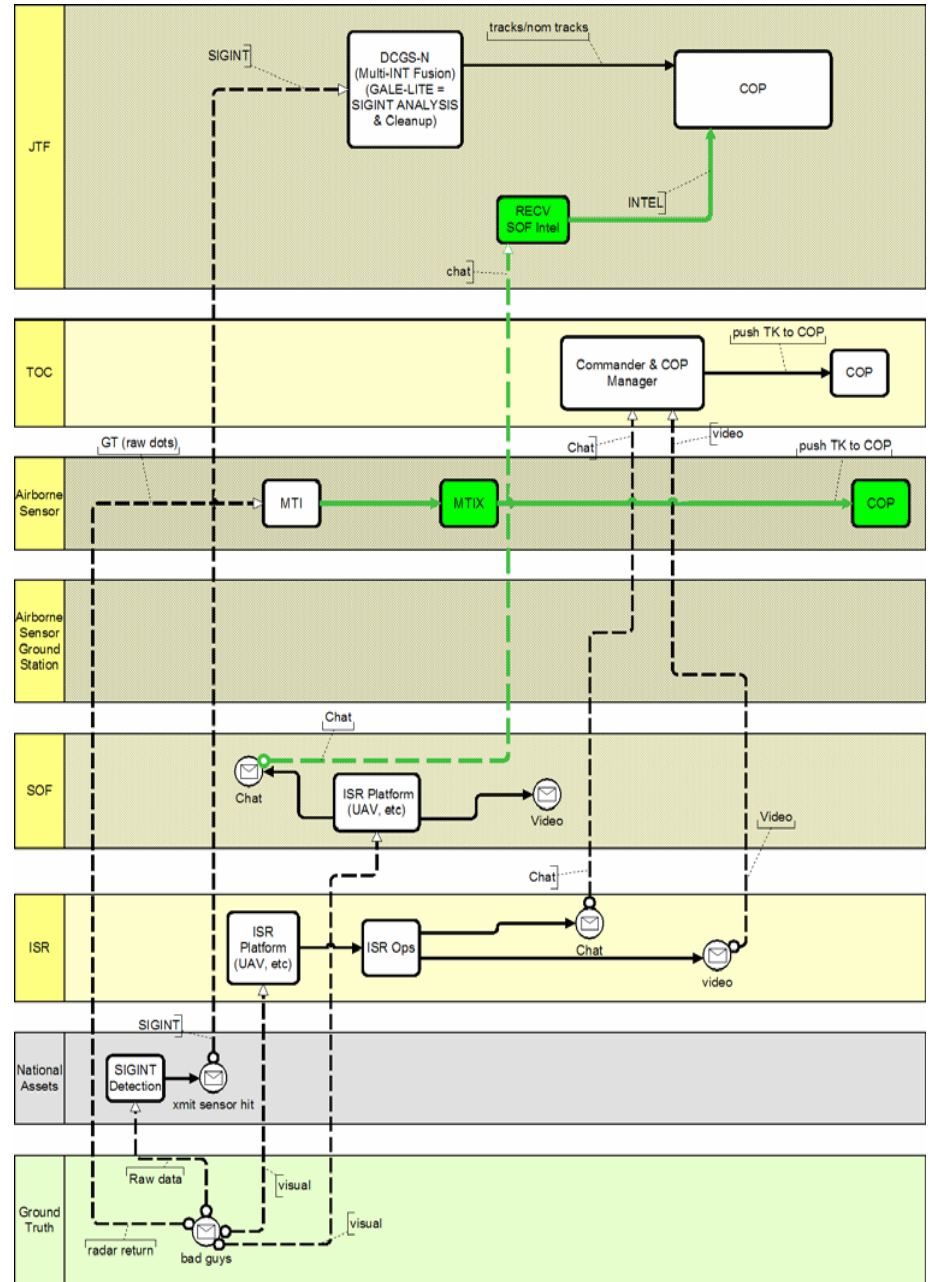 JTF
SIGINT
DCGS-N
(Multi-INT Fusion)
(GALE-LITE =
SIGINT ANALYSIS
& Cleanup)
tracks/nom tracks
COP
INTEL
RECV
SOF Intel
chat
TOC
Commander & COP
Manager
push TK to COP
COP
Chat
video
Airborne
Sensor
GT (raw dots)
MTI
MTIX
push TK to COP
COP
Airborne
Sensor
Ground
Station
SOF
Chat
Chat
ISR Platform
(UAV, etc)
Video
Video
Chat
ISR
ISR
Platform
(UAV, etc)
ISR Ops
Chat
video
National
Assets
SIGINT
SIGINT
Detection
xmit sensor hit
Ground
Truth
Raw data
visual
visual
radar return
bad guys